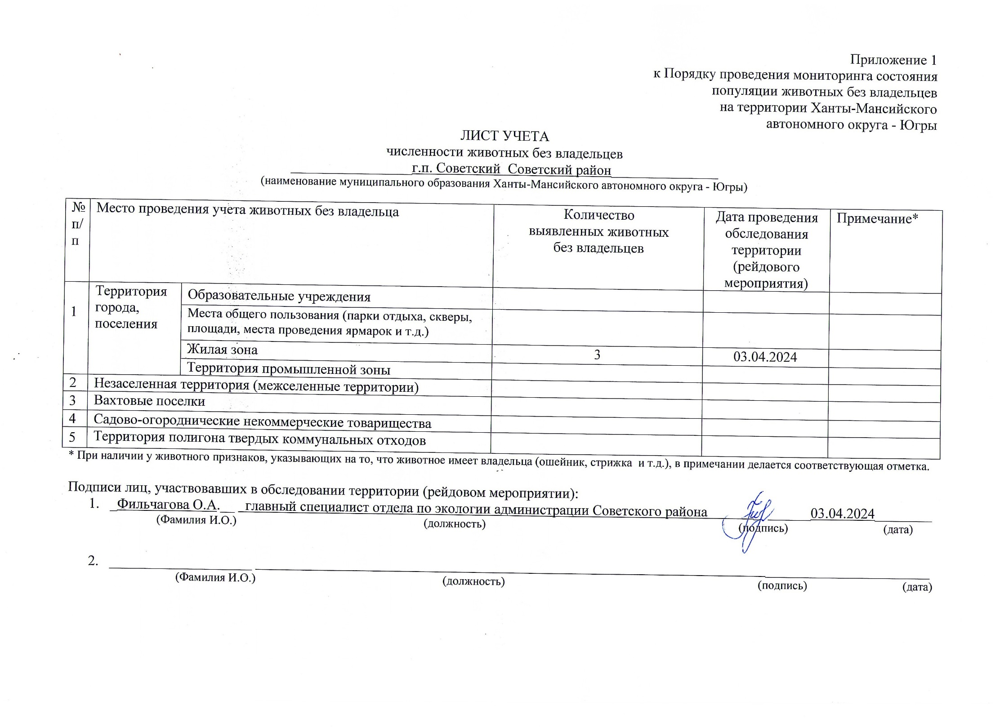 Приложение 1
к Порядку проведения мониторинга состояния
популяции животных без владельцев
на территории Ханты-Мансийского
автономного округа - Югры
ЛИСТ УЧЕТА
численности животных без владельцев
г.п. Советский Советский район
(наименование муниципального образования Ханты-Мансийского автономного округа - Югры)
№ п/п Место проведения учета животных без владельца
Количество
выявленных животных
без владельцев
Дата проведения
обследования
территории
(рейдового
мероприятия)
Примечание*
1
Территория
города,
поселения
Образовательные учреждения
Места общего пользования (парки отдыха, скверы,
площади, места проведения ярмарок и т.д.)
Жилая зона 3 03.04.2024
Территория промышленной зоны
2 Незаселенная территория (межселенные территории)
3 Вахтовые поселки
4 Садово-огороднические некоммерческие товарищества
5 Территория полигона твердых коммунальных отходов
* При наличии у животного признаков, указывающих на то, что животное имеет владельца (ошейник, стрижка и т.д.), в примечании делается соответствующая отметка.
Подписи лиц, участвовавших в обследовании территории (рейдовом мероприятии):
1. Фильчагова О.А. главный специалист отдела по экологии администрации Советского района 03.04.2024
(Фамилия И.О.) (должность) (подпись) (дата)
2.
(Фамилия И.О.) (должность) (подпись) (дата)